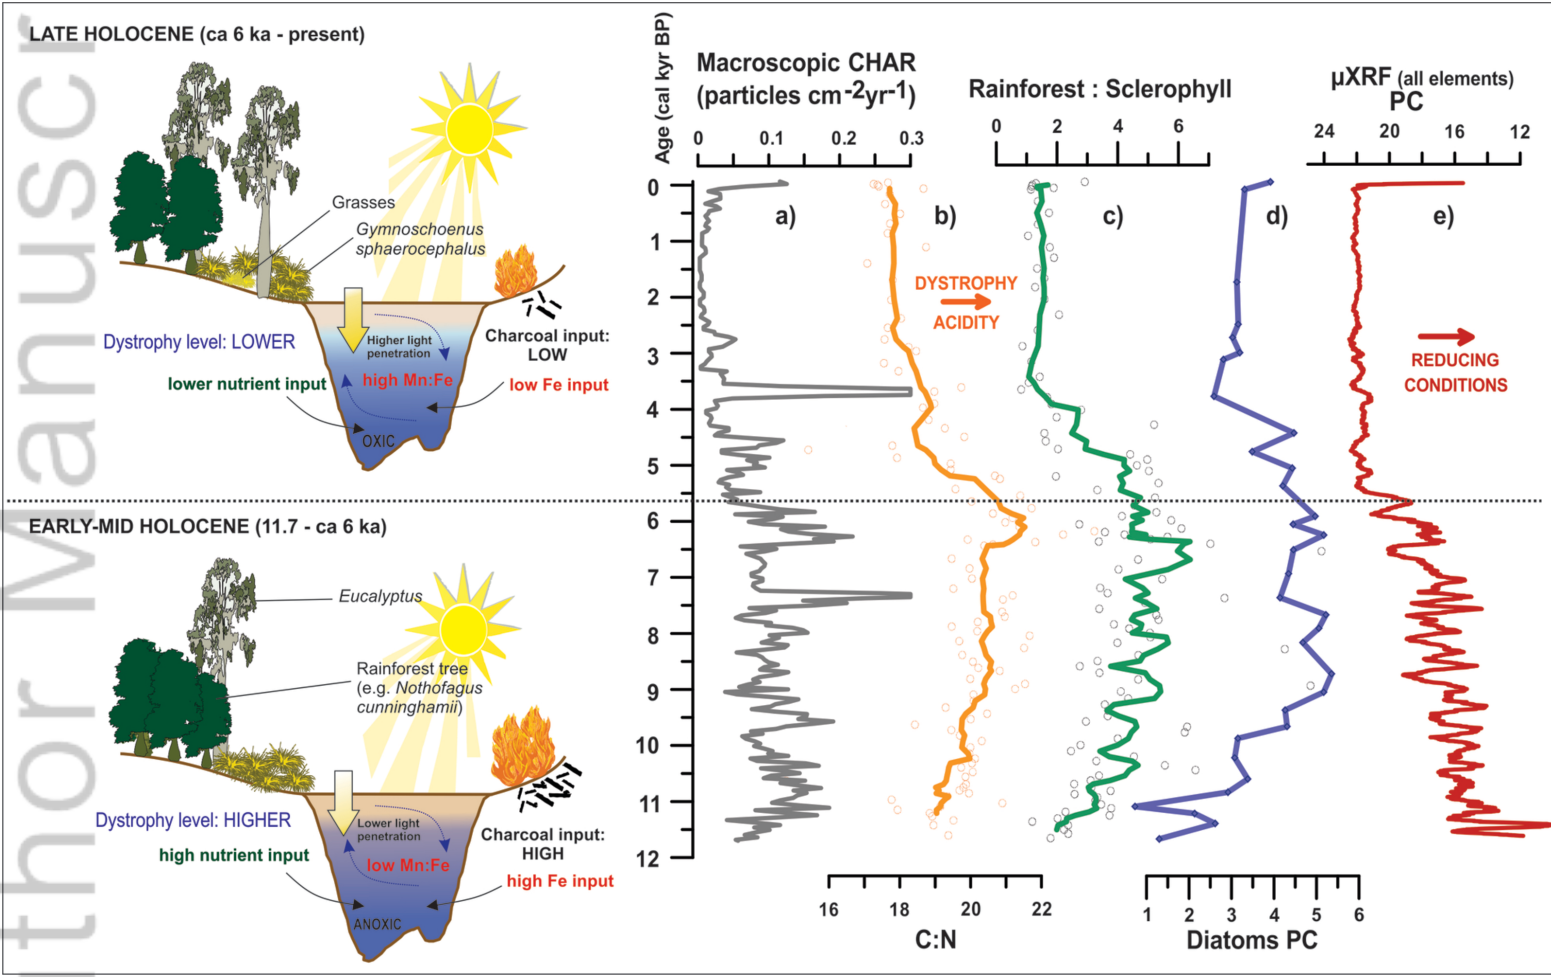 thor Manuscr
LATE HOLOCENE (ca 6 ka - present)
Grasses
Gymnoschoenus
sphaerocephalus
Dystrophy level: LOWER
lower nutrient input
Higher light
penetration
high Mn:Fe
OXIC
Charcoal input:
LOW
low Fe input
EARLY-MID HOLOCENE (11.7 - ca 6 ka)
Eucalyptus
Rainforest tree
(e.g. Nothofagus
cunninghamii)
Dystrophy level: HIGHER
high nutrient input
Lower light
penetration
low Mn:Fe
ANOXIC
Charcoal input:
HIGH
high Fe input
Age (cal kyr BP)
0
1
2
3
4
5
6
7
8
9
10
11
12
Macroscopic CHAR
(particles cm-2yr-1)
0 0.1 0.2 0.3
a)
b)
DYSTROPHY
ACIDITY
16 18 20 22
C:N
Rainforest : Sclerophyll
0 2 4 6
c)
d)
1 2 3 4 5 6
Diatoms PC
µXRF (all elements)
PC
24 20 16 12
e)
REDUCING
CONDITIONS